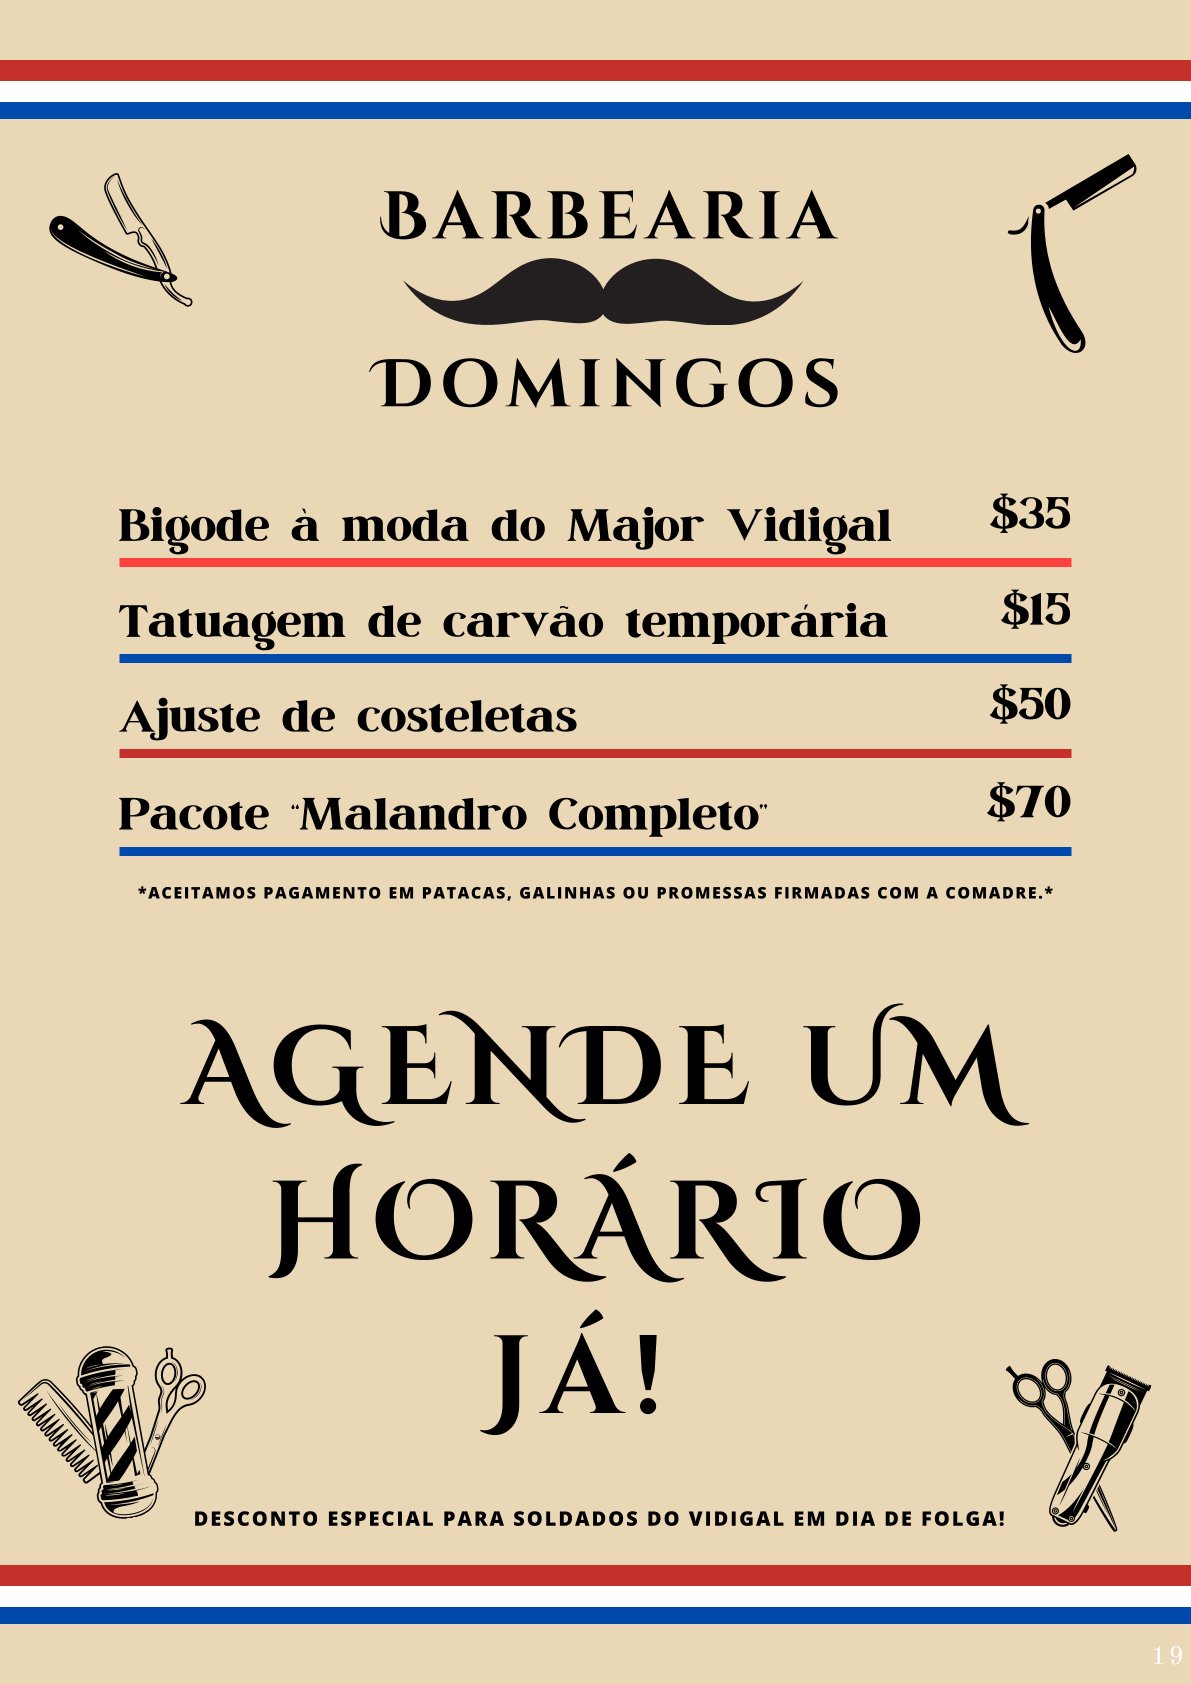 BARBEARIA
DOMINGOS
Bigode à moda do Major Vidigal $35
Tatuagem de carvão temporária $15
Ajuste de costeletas $50
Pacote “Malandro Completo” $70
*ACEITAMOS PAGAMENTO EM PATACAS, GALINHAS OU PROMESSAS FIRMADAS COM A COMADRE.*
AGENDE UM
HORÁRIO
JÁ!
DESCONTO ESPECIAL PARA SOLDADOS DO VIDIGAL EM DIA DE FOLGA!
19